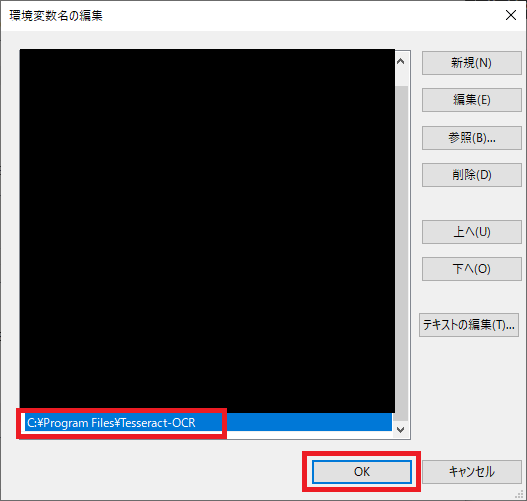 環境変数名の編集
新規(N)
編集(E)
参照(B)...
削除(D)
上へ(U)
下へ(O)
テキストの編集(T)...
C:¥Program Files¥Tesseract-OCR
OK
キャンセル